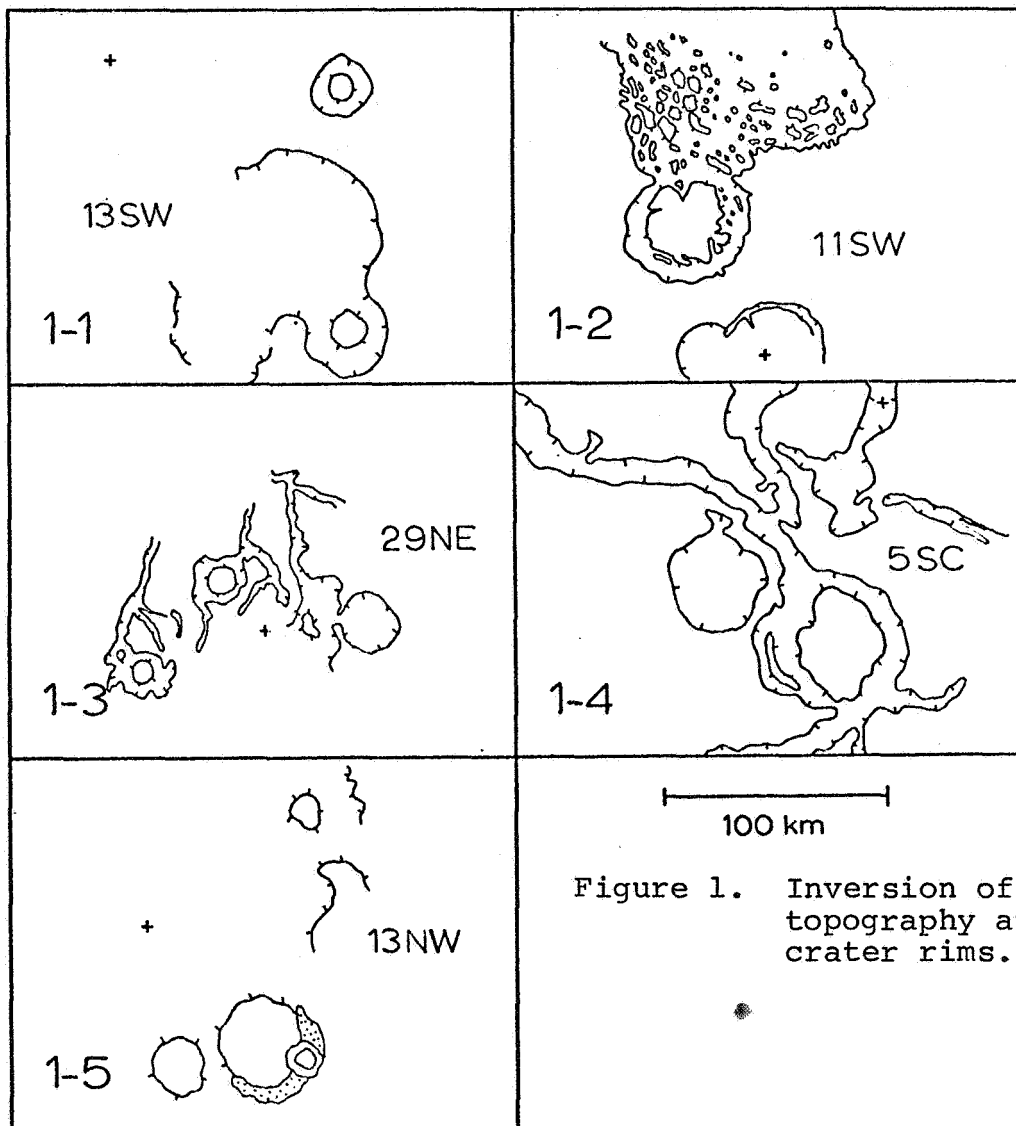 13SW
1-1
11SW
1-2
29NE
1-3
5SC
1-4
13NW
1-5
100 km
Figure 1. Inversion of
topography at
crater rims.